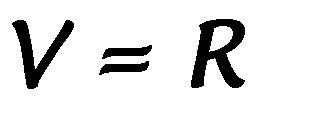 V = R